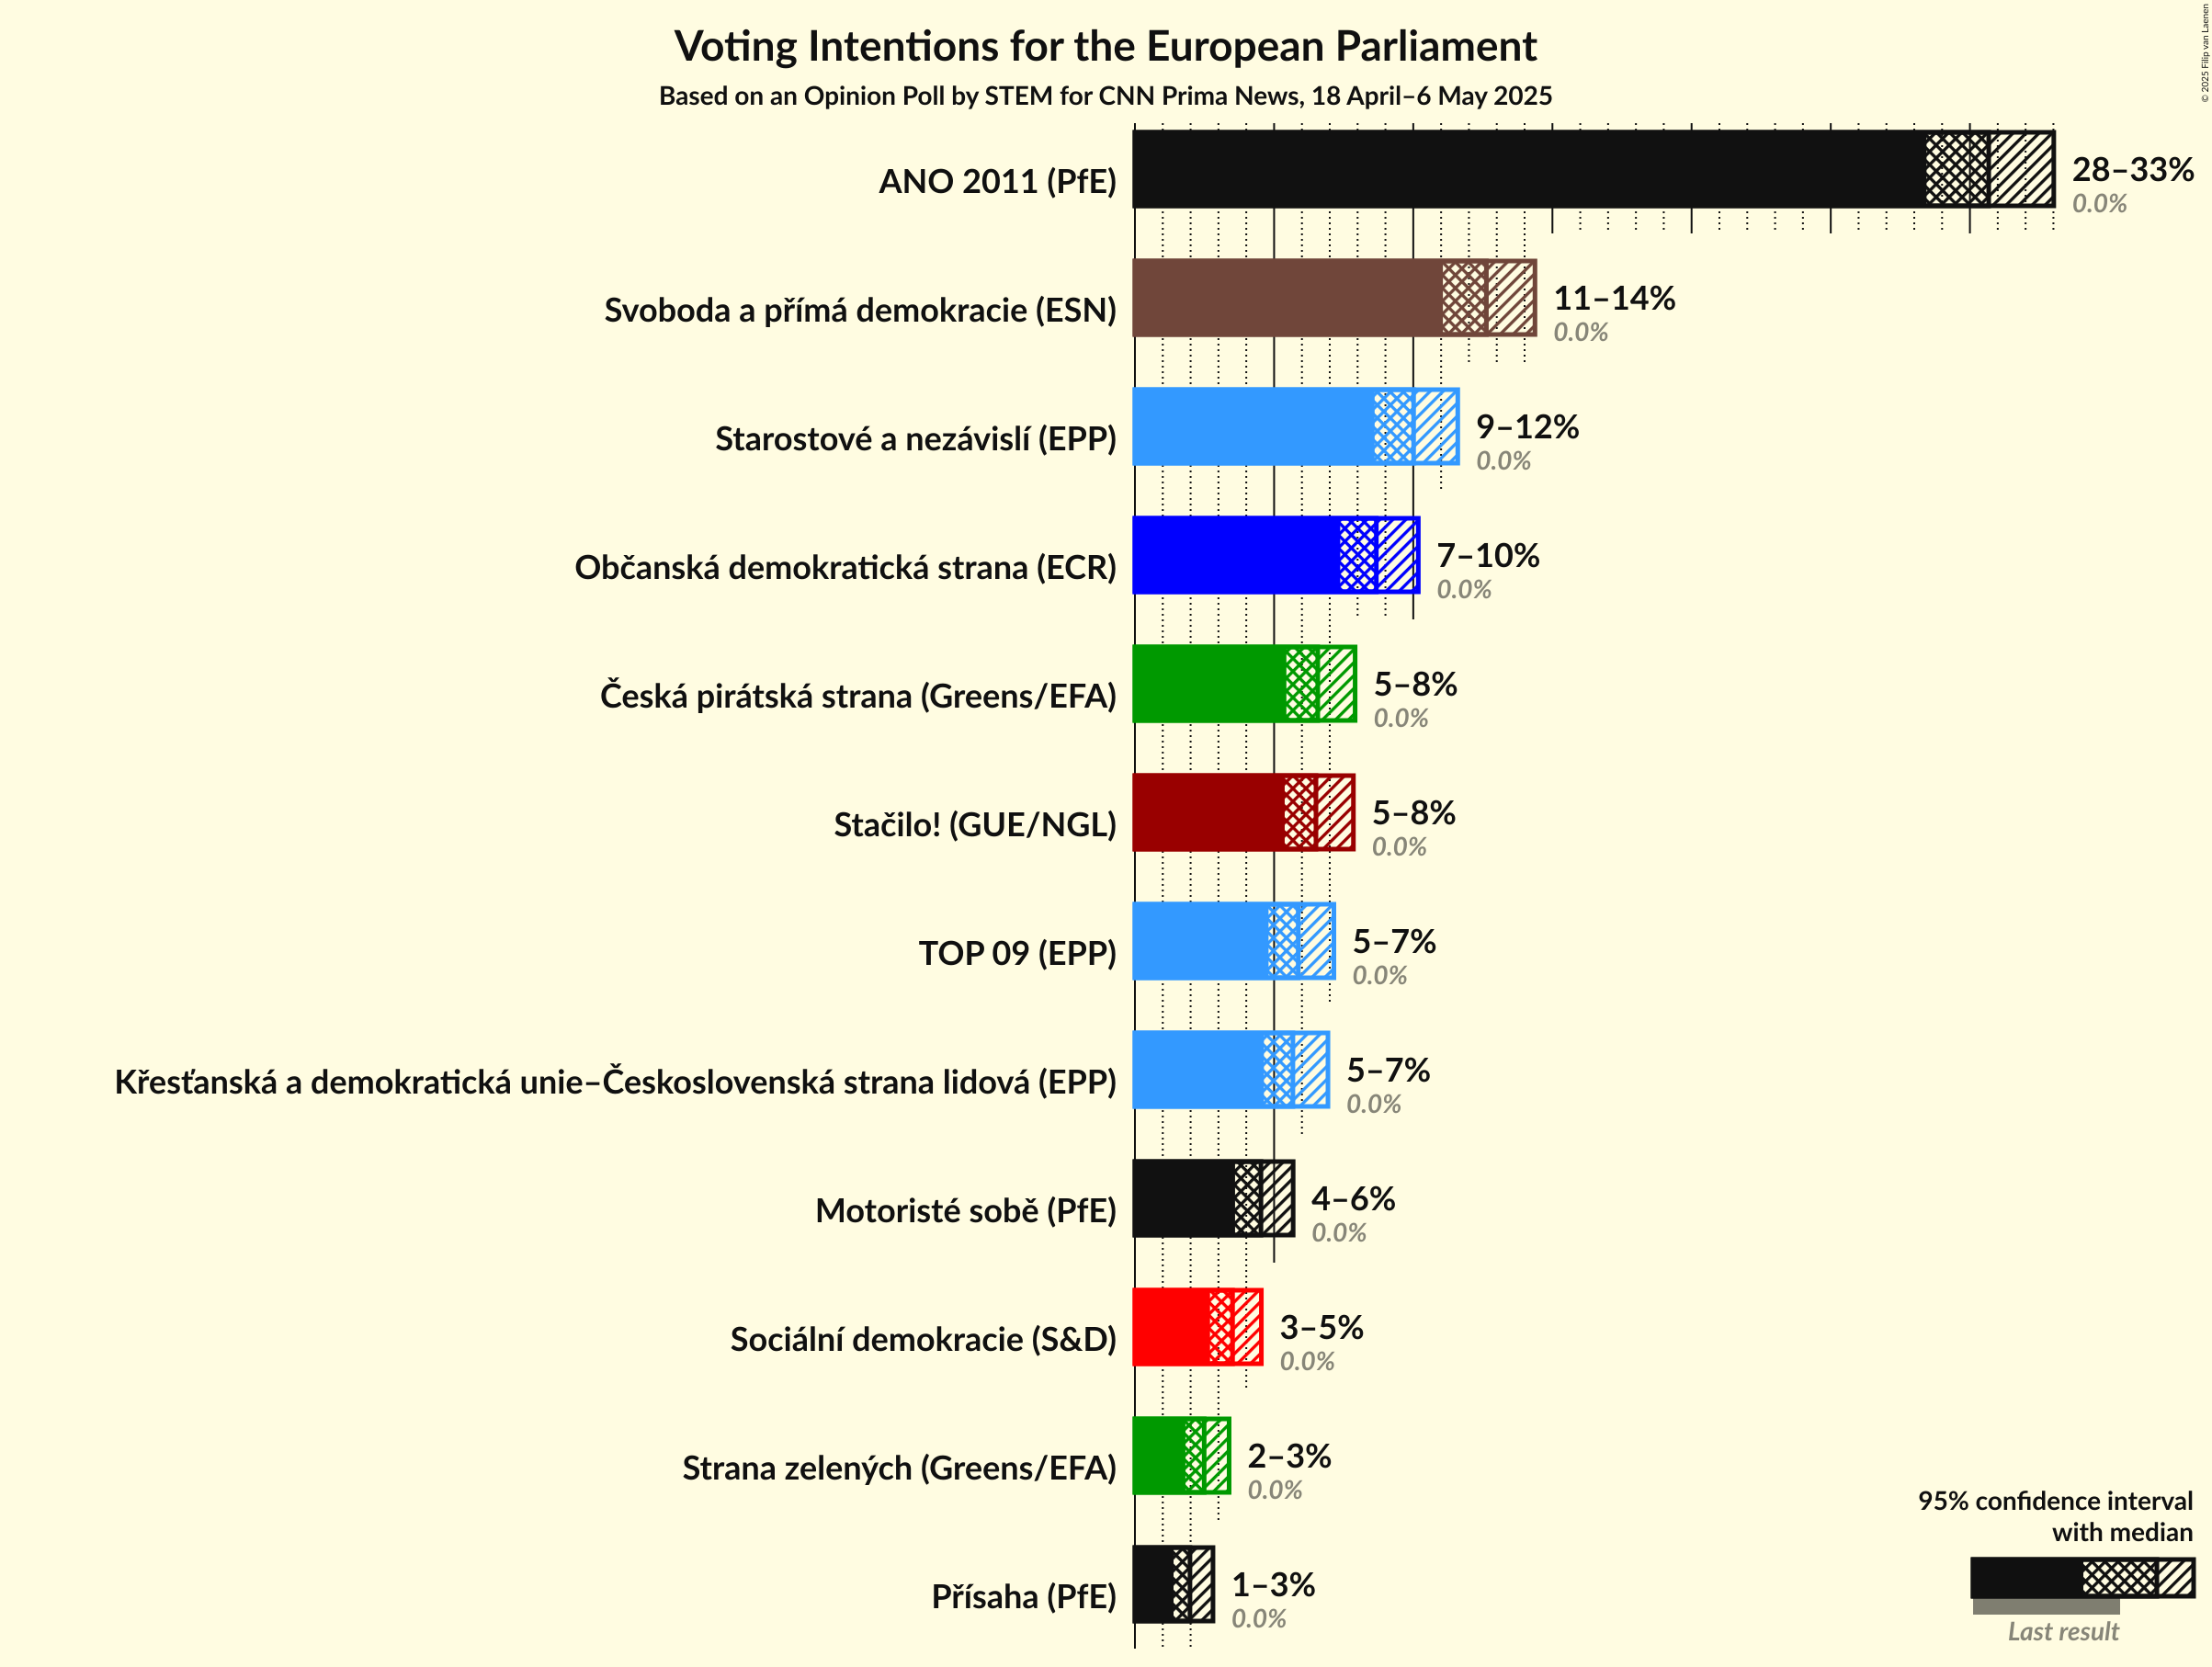 Voting Intentions for the European Parliament
Based on an Opinion Poll by STEM for CNN Prima News, 18 April–6 May 2025
© 2025 Filip van Laenen
ANO 2011 (PfE)
28–33%
0.0%
Svoboda a přímá demokracie (ESN)
11–14%
0.0%
Starostové a nezávislí (EPP)
9–12%
0.0%
Občanská demokratická strana (ECR)
7–10%
0.0%
Česká pirátská strana (Greens/EFA)
5–8%
0.0%
Stačilo! (GUE/NGL)
5–8%
0.0%
TOP 09 (EPP)
5–7%
0.0%
Křesťanská a demokratická unie–Československá strana lidová (EPP)
5–7%
0.0%
Motoristé sobě (PfE)
4–6%
0.0%
Sociální demokracie (S&D)
3–5%
0.0%
Strana zelených (Greens/EFA)
2–3%
0.0%
Přísaha (PfE)
1–3%
0.0%
95% confidence interval
with median
Last result